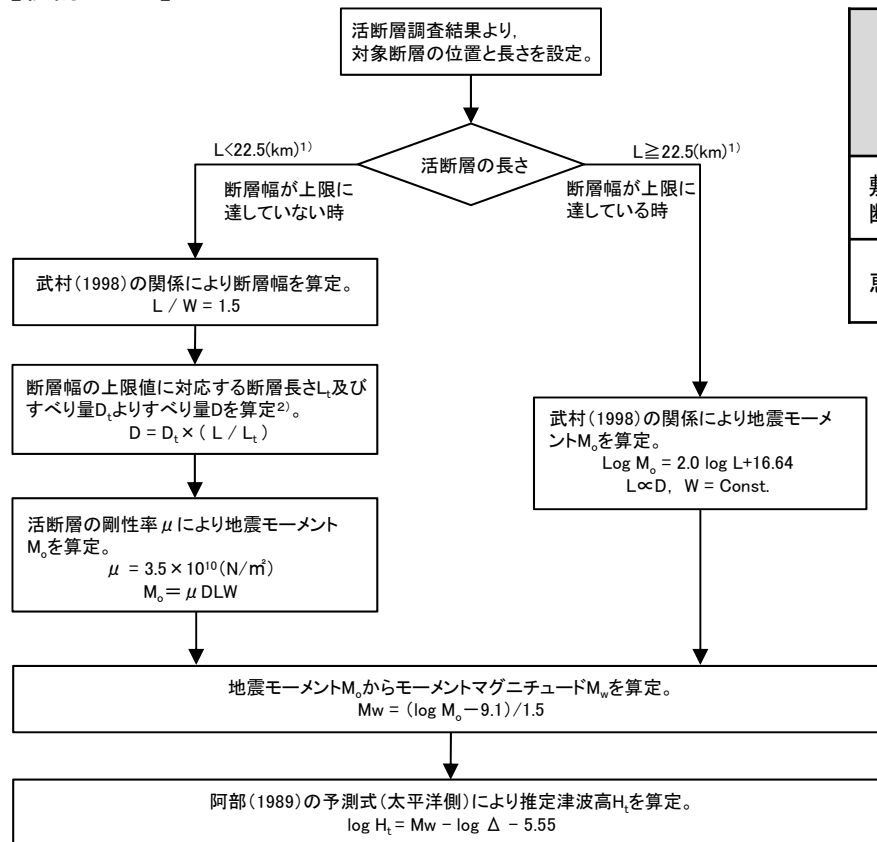 活断層調査結果より,
対象断層の位置と長さを設定。
活断層の長さ
L<22.5(km)1)
断層幅が上限に
達していない時
L≧22.5(km)1)
断層幅が上限に
達している時
武村(1998)の関係により断層幅を算定。
L / W = 1.5
断層幅の上限値に対応する断層長さLt及び
すべり量Dtよりすべり量Dを算定2)。
D = Dt × ( L / Lt )
活断層の剛性率μにより地震モーメント
Moを算定。
μ = 3.5×10¹⁰(N/㎡)
Mo = μDLW
武村(1998)の関係により地震モーメ
ントMoを算定。
Log Mo = 2.0 log L+16.64
L∝D, W = Const.
地震モーメントMoからモーメントマグニチュードMwを算定。
Mw = (log Mo−9.1)/1.5
阿部(1989)の予測式(太平洋側)により推定津波高Htを算定。
log Ht = Mw − log Δ − 5.55
断